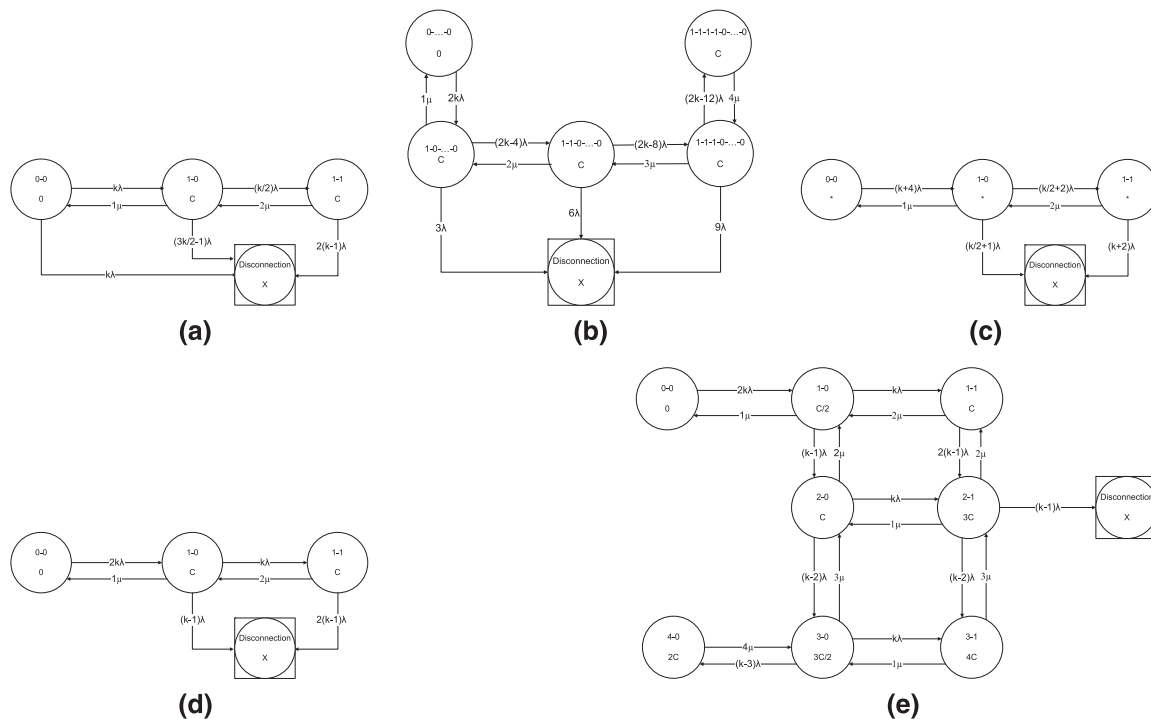 0-0
0
kλ
1μ
1-0
C
(k/2)λ
2μ
1-1
C
(3k/2-1)λ
2(k-1)λ
kλ
Disconnection
X
(a)
0-...-0
0
1μ
2kλ
1-0-...-0
C
(2k-4)λ
2μ
1-1-0-...-0
C
(2k-8)λ
3μ
1-1-1-0-...-0
C
(2k-12)λ
4μ
1-1-1-1-0-...-0
C
3λ
6λ
9λ
Disconnection
X
(b)
0-0
*
(k+4)λ
1μ
1-0
*
(k/2+2)λ
2μ
1-1
*
(k/2+1)λ
(k+2)λ
Disconnection
X
(c)
0-0
0
2kλ
1μ
1-0
C
kλ
2μ
1-1
C
(k-1)λ
2(k-1)λ
Disconnection
X
(d)
0-0
0
2kλ
1μ
1-0
C/2
kλ
2μ
1-1
C
(k-1)λ
2μ
2(k-1)λ
2μ
2-0
C
kλ
1μ
2-1
3C
(k-1)λ
Disconnection
X
(k-2)λ
3μ
(k-2)λ
3μ
4-0
2C
4μ
(k-3)λ
3-0
3C/2
kλ
1μ
3-1
4C
(e)